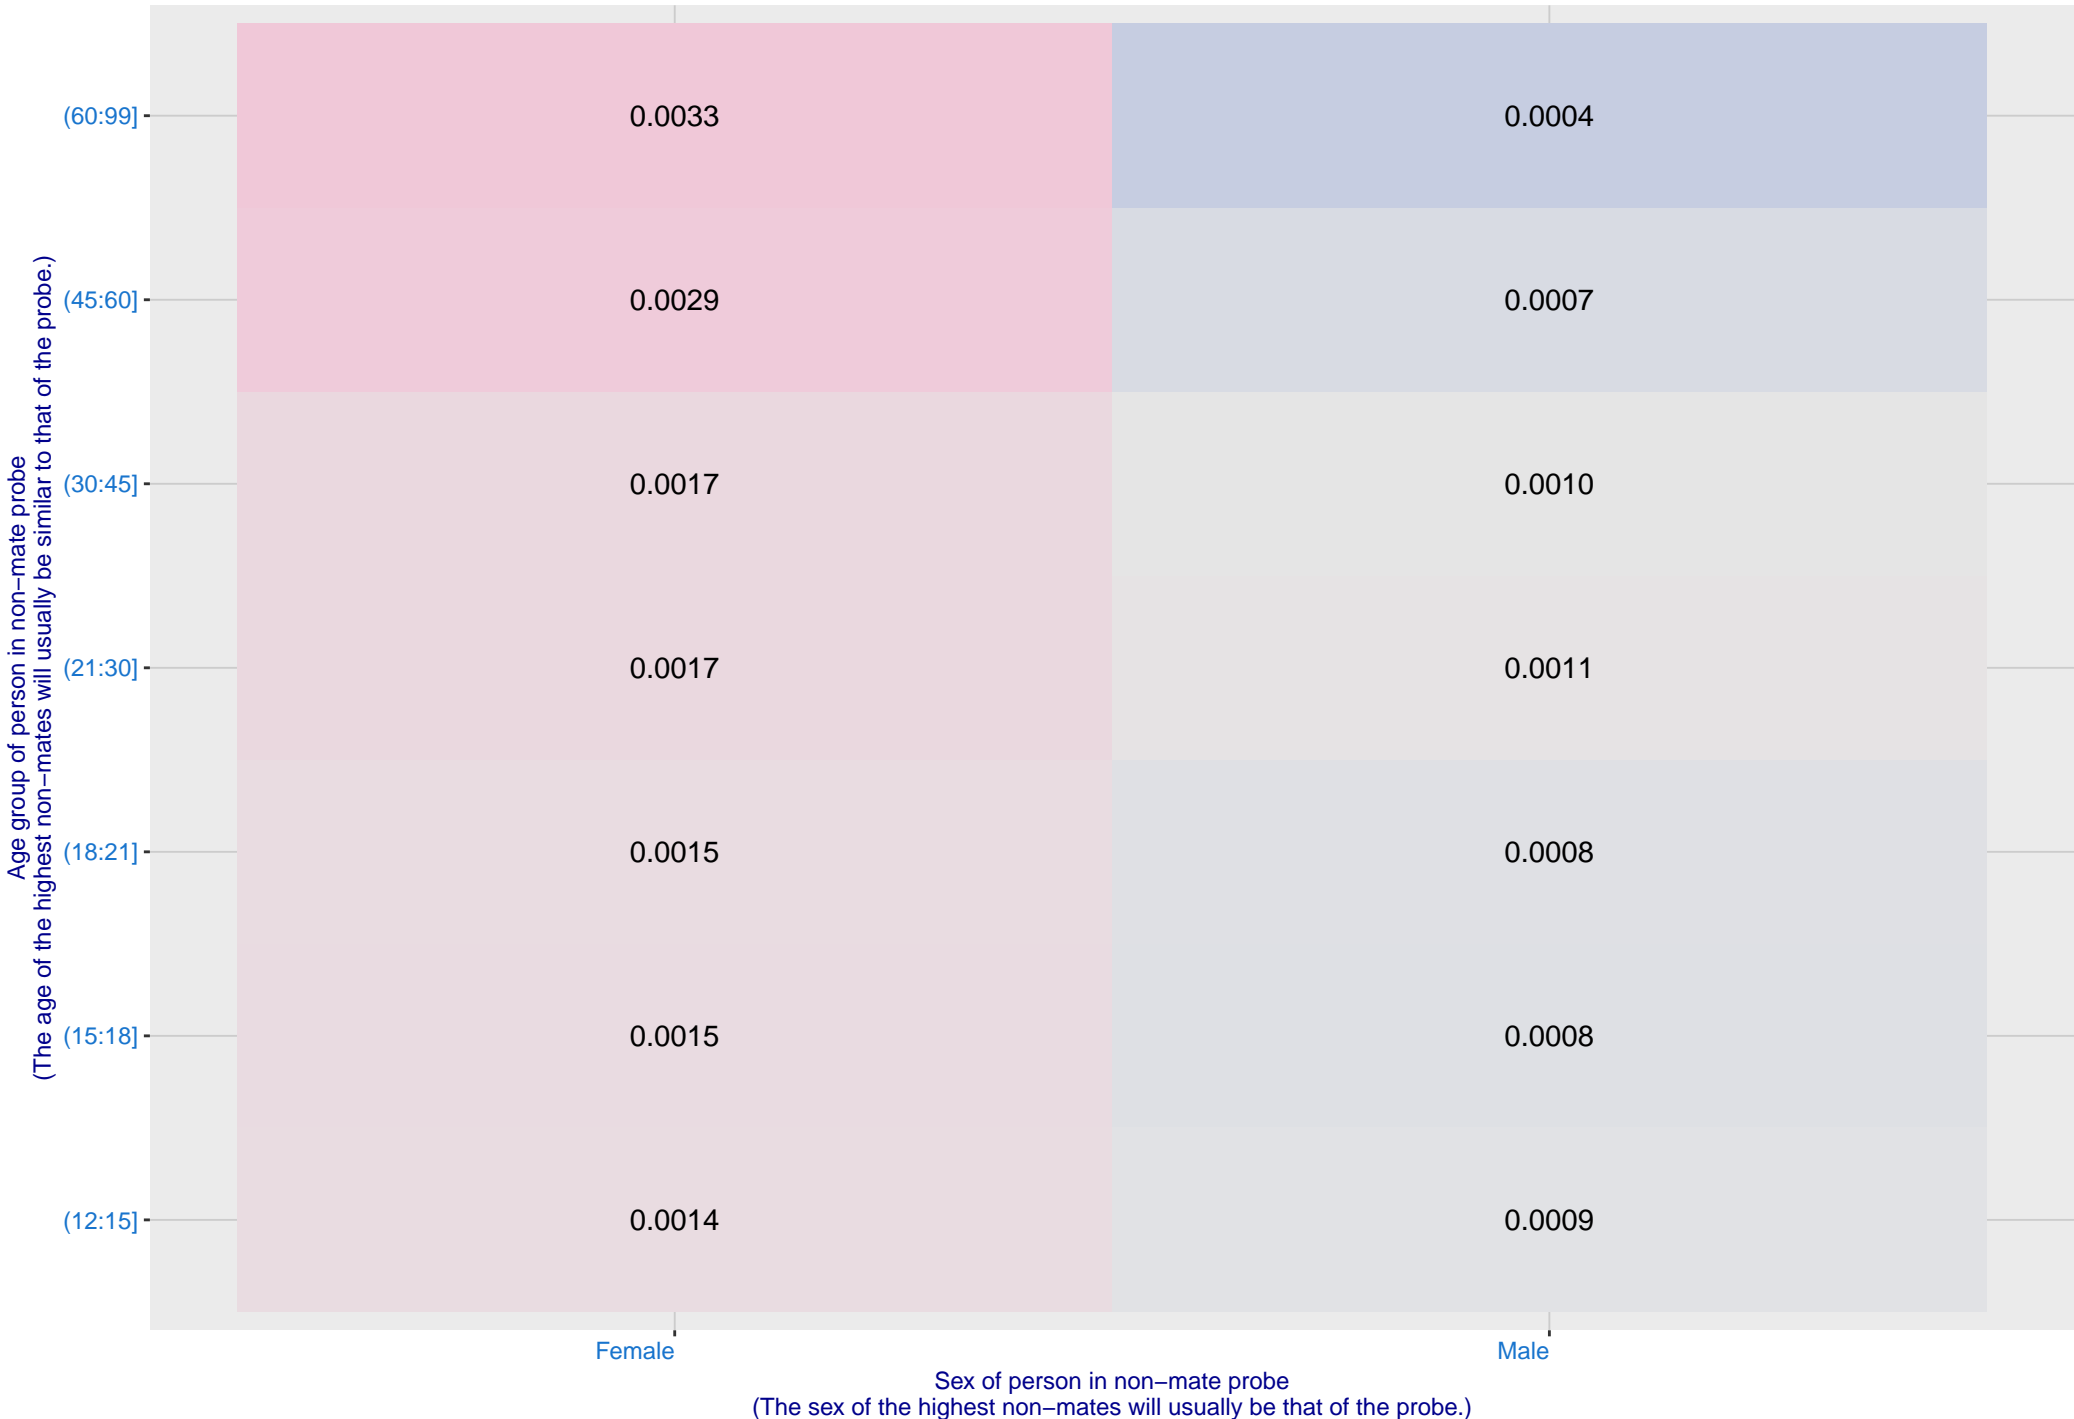 Age group of person in non−mate probe
(The age of the highest non−mates will usually be similar to that of the probe.)
(60:99] 0.0033 0.0004
(45:60] 0.0029 0.0007
(30:45] 0.0017 0.0010
(21:30] 0.0017 0.0011
(18:21] 0.0015 0.0008
(15:18] 0.0015 0.0008
(12:15] 0.0014 0.0009
Female Male
Sex of person in non−mate probe
(The sex of the highest non−mates will usually be that of the probe.)